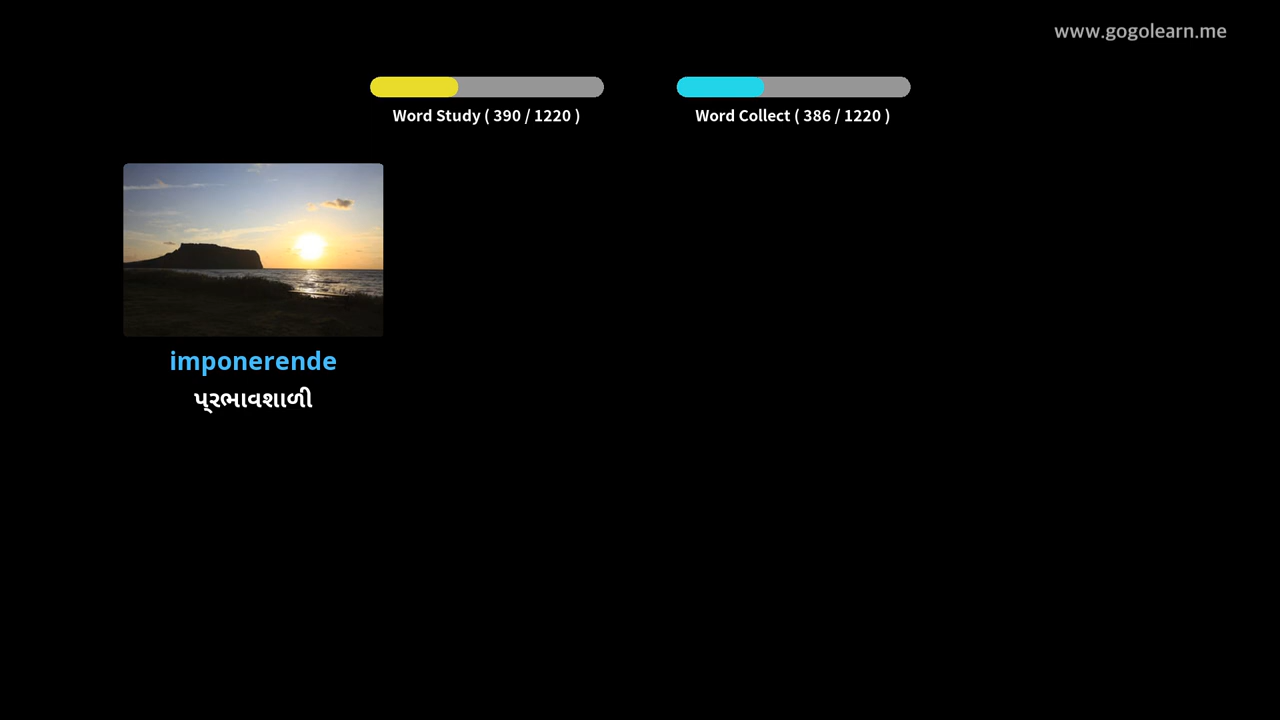 www.gogolearn.me
Word Study ( 390 / 1220 )
Word Collect ( 386 / 1220 )
imponerende
પ્રભાવશાળી